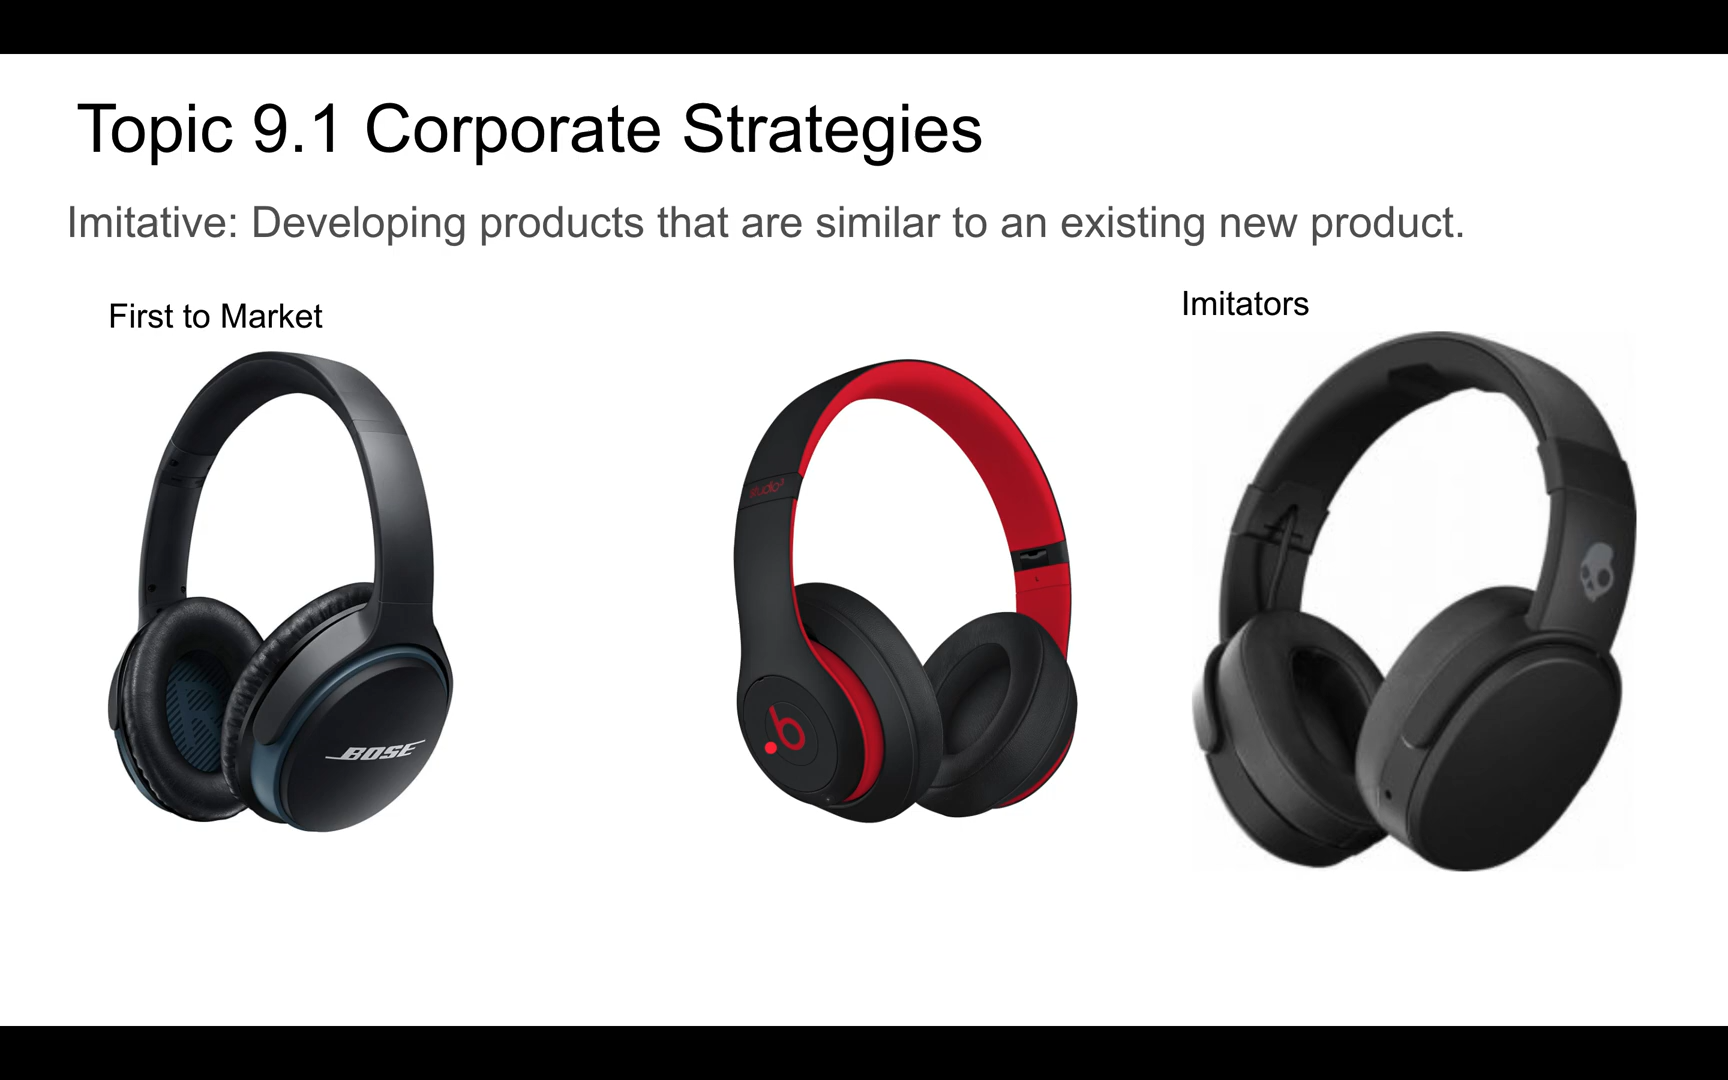 Topic 9.1 Corporate Strategies
Imitative: Developing products that are similar to an existing new product.
First to Market
Imitators
BOSE
studio³
b
R
L